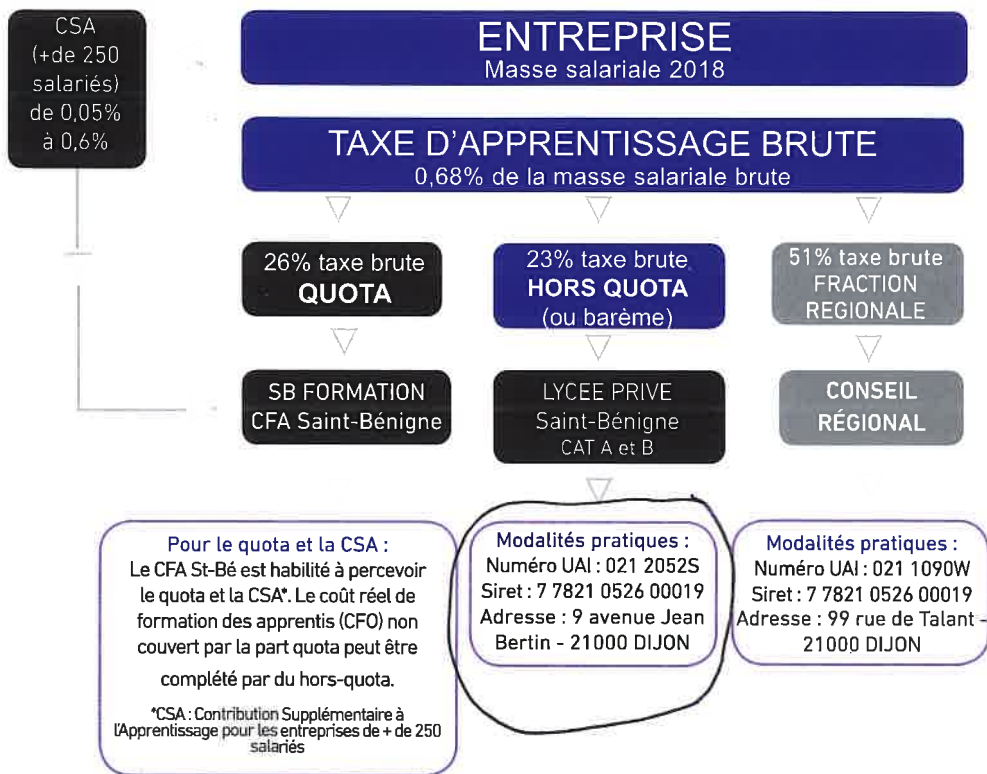 CSA
(+de 250
salariés)
de 0,05%
à 0,6%
ENTREPRISE
Masse salariale 2018
TAXE D'APPRENTISSAGE BRUTE
0,68% de la masse salariale brute
26% taxe brute
QUOTA
23% taxe brute
HORS QUOTA
(ou barème)
51% taxe brute
FRACTION
REGIONALE
SB FORMATION
CFA Saint-Bénigne
LYCEE PRIVE
Saint-Bénigne
CAT A et B
CONSEIL
RÉGIONAL
Pour le quota et la CSA :
Le CFA St-Bé est habilité à percevoir
le quota et la CSA*. Le coût réel de
formation des apprentis (CFO) non
couvert par la part quota peut être
complété par du hors-quota.
*CSA : Contribution Supplémentaire à
l'Apprentissage pour les entreprises de + de 250
salariés
Modalités pratiques :
Numéro UAI : 021 2052S
Siret : 7 7821 0526 00019
Adresse : 9 avenue Jean
Bertin - 21000 DIJON
Modalités pratiques :
Numéro UAI : 021 1090W
Siret : 7 7821 0526 00019
Adresse : 99 rue de Talant -
21000 DIJON